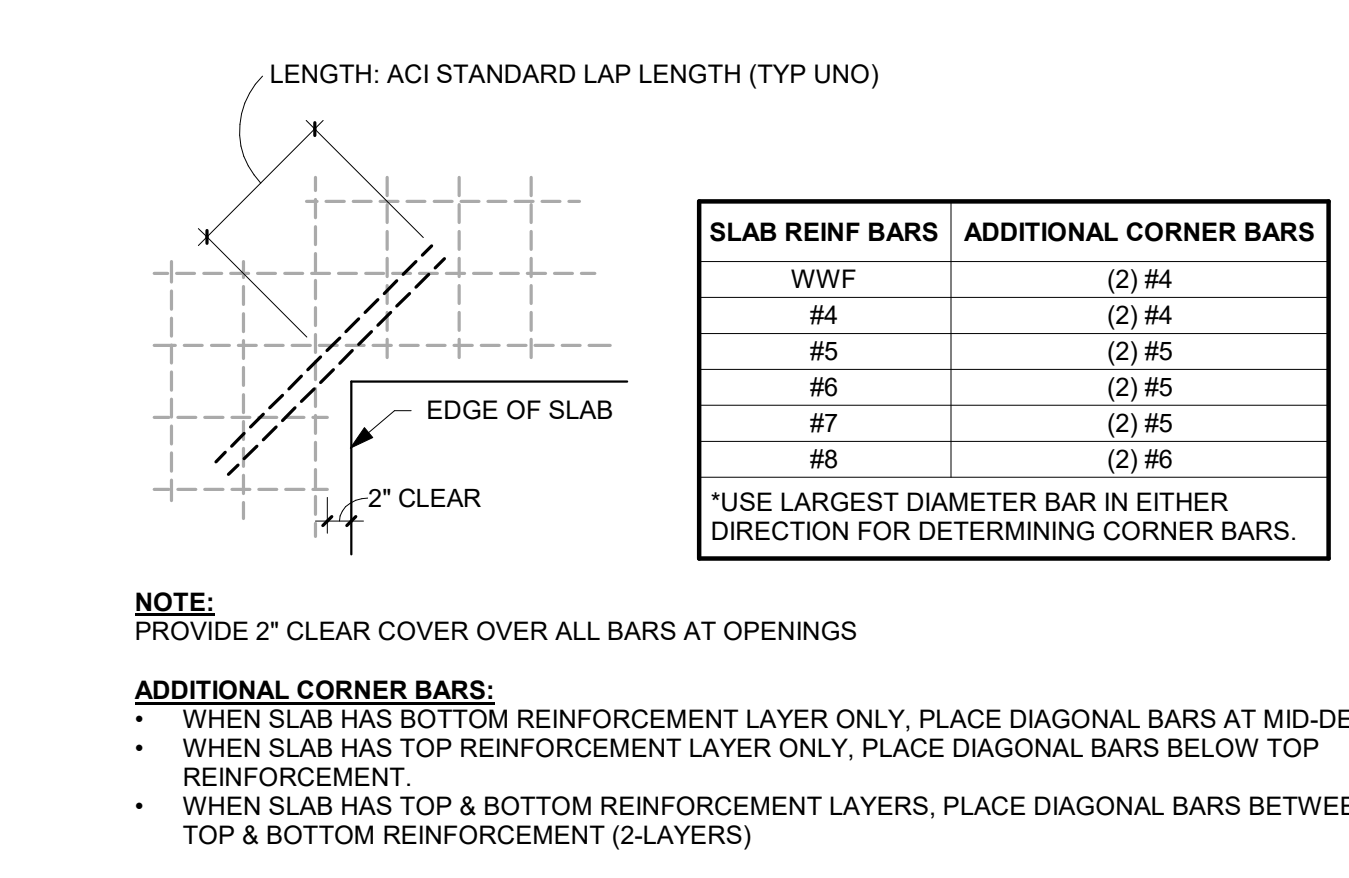 LENGTH: ACI STANDARD LAP LENGTH (TYP UNO)
SLAB REINF BARS ADDITIONAL CORNER BARS
WWF (2) #4
#4 (2) #4
#5 (2) #5
#6 (2) #5
#7 (2) #5
#8 (2) #6
*USE LARGEST DIAMETER BAR IN EITHER
DIRECTION FOR DETERMINING CORNER BARS.
EDGE OF SLAB
2" CLEAR
NOTE:
PROVIDE 2" CLEAR COVER OVER ALL BARS AT OPENINGS
ADDITIONAL CORNER BARS:
• WHEN SLAB HAS BOTTOM REINFORCEMENT LAYER ONLY, PLACE DIAGONAL BARS AT
• WHEN SLAB HAS TOP REINFORCEMENT LAYER ONLY, PLACE DIAGONAL BARS BELOW TOP
REINFORCEMENT.
• WHEN SLAB HAS TOP & BOTTOM REINFORCEMENT LAYERS, PLACE DIAGONAL BARS
TOP & BOTTOM REINFORCEMENT (2-LAYERS)